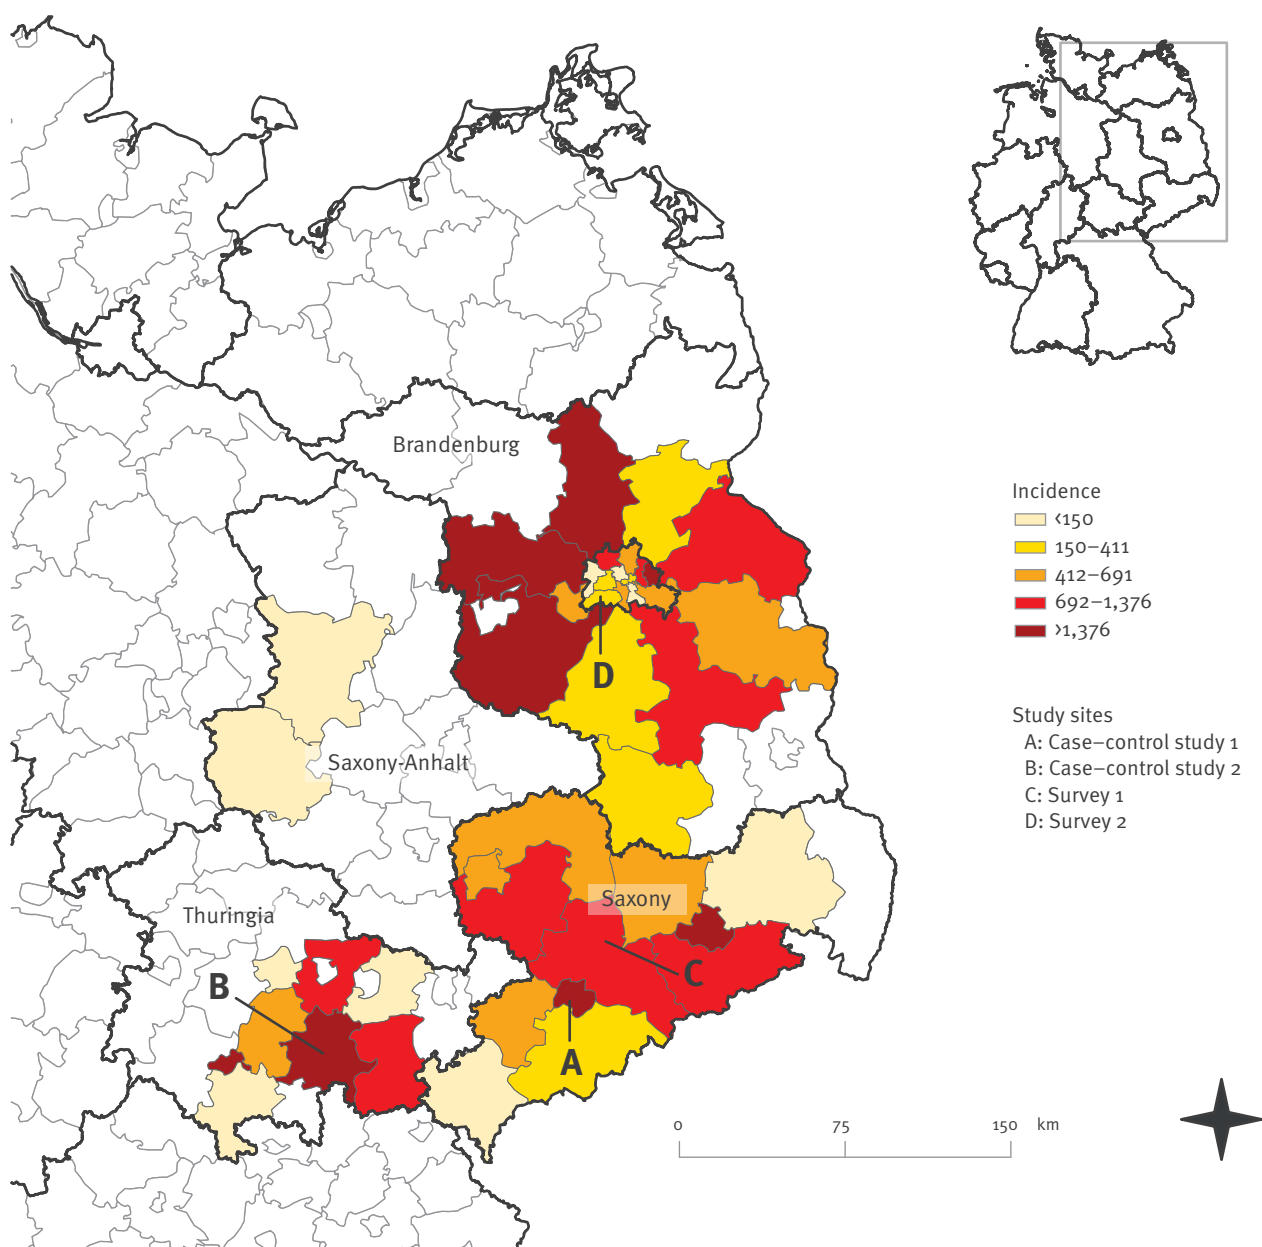 Brandenburg
Incidence
<150
150–411
412–691
692–1,376
>1,376
D
Study sites
A: Case–control study 1
B: Case–control study 2
C: Survey 1
D: Survey 2
Saxony-Anhalt
Saxony
Thuringia
C
B
A
0 75 150 km